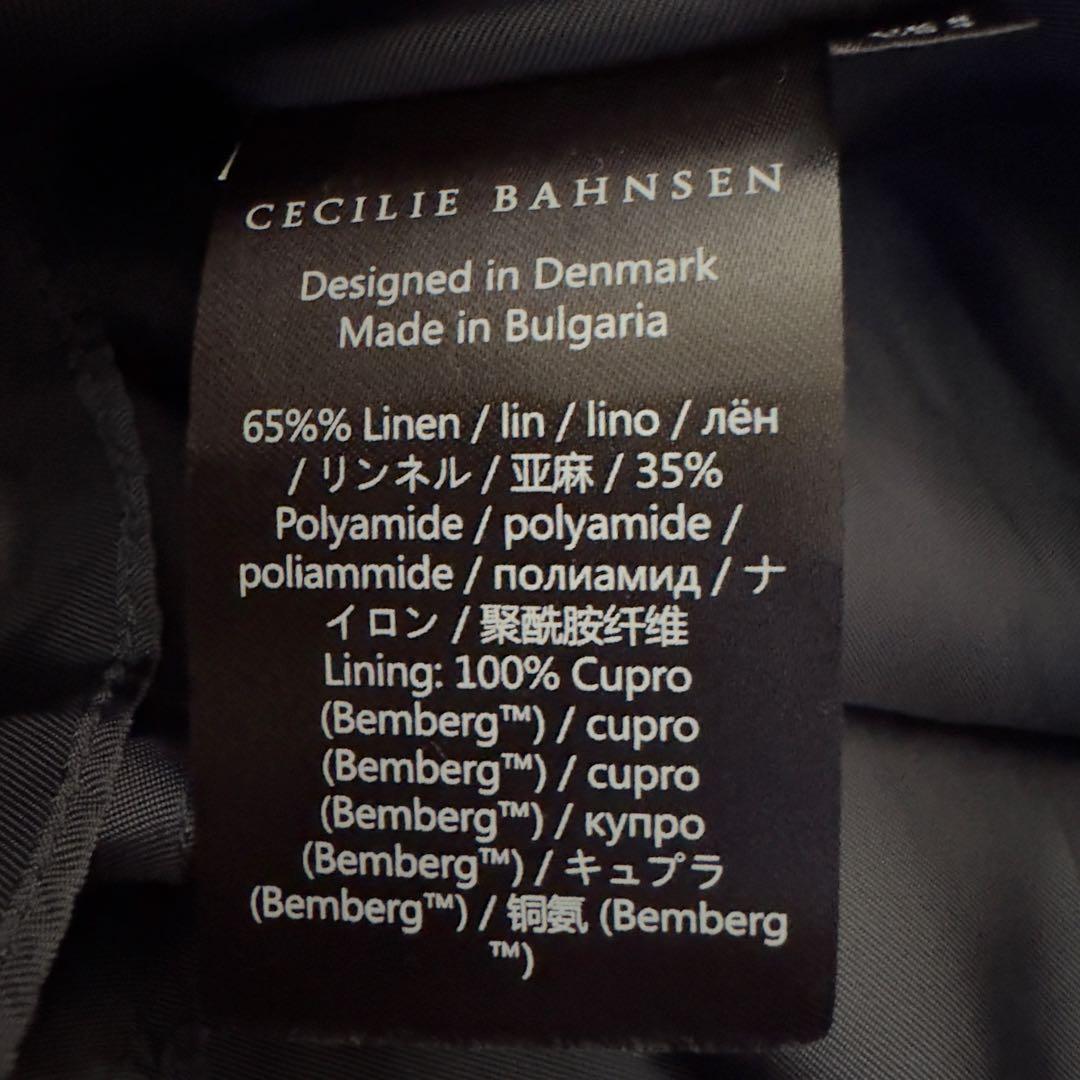 CECILIE BAHNSEN
Designed in Denmark
Made in Bulgaria
65%% Linen / lin / lino / лён
/ リンネル / 亚麻 / 35%
Polyamide / polyamide /
poliammide / полиамид / ナ
イロン / 聚酰胺纤维
Lining: 100% Cupro
(Bemberg™) / cupro
(Bemberg™) / cupro
(Bemberg™) / купро
(Bemberg™) / キュプラ
(Bemberg™) / 铜氨 (Bemberg
™)